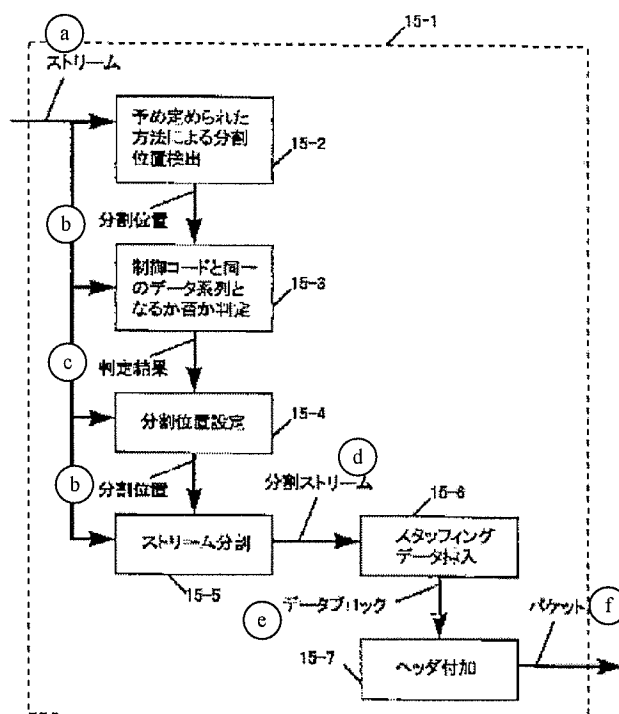 15-1
a
ストリーム
予め定められた
方法による分割
位置検出
15-2
分割位置
b
制御コードと同一
のデータ系列と
なるか否か判定
15-3
判定結果
c
分割位置設定
15-4
分割位置
b
d
分割ストリーム
15-6
ストリーム分割
15-5
スタッフィング
データ挿入
e
データブロック
パケット
f
15-7
ヘッダ付加